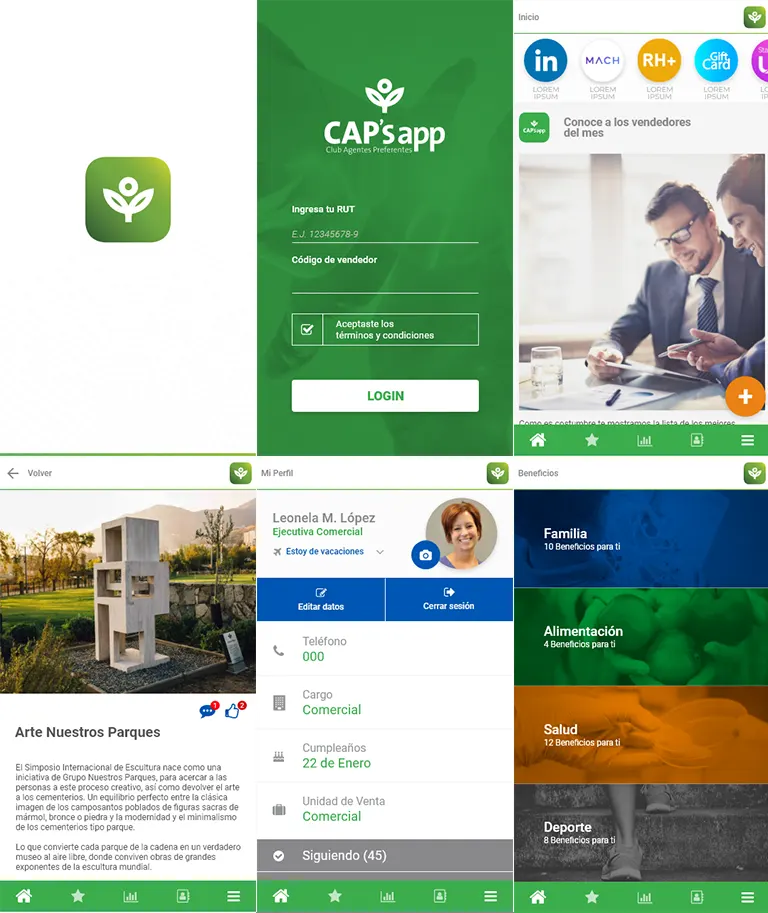 CAP'sapp
Club Agentes Preferentes
Ingresa tu RUT
E.J. 12345678-9
Código de vendedor
Aceptaste los
términos y condiciones
LOGIN
Inicio
in
MACH
RH+
Gift
Card
LOREM
IPSUM
LOREM
IPSUM
LOREM
IPSUM
LOREM
IPSUM
CAP'sapp
Conoce a los vendedores
del mes
Como es costumbre te mostramos la lista de los mejores
Volver
1
2
Arte Nuestros Parques
El Simposio Internacional de Escultura nace como una
iniciativa de Grupo Nuestros Parques, para acercar a las
personas a este proceso creativo, así como devolver el arte
a los cementerios. Un equilibrio perfecto entre la clásica
imagen de los camposantos poblados de figuras sacras de
mármol, bronce o piedra y la modernidad y el minimalismo
de los cementerios tipo parque.
Lo que convierte cada parque de la cadena en un verdadero
museo al aire libre, donde conviven obras de grandes
exponentes de la escultura mundial.
Mi Perfil
Leonela M. López
Ejecutiva Comercial
Estoy de vacaciones
Editar datos
Cerrar sesión
Teléfono
000
Cargo
Comercial
Cumpleaños
22 de Enero
Unidad de Venta
Comercial
Siguiendo (45)
Beneficios
Familia
10 Beneficios para ti
Alimentación
4 Beneficios para ti
Salud
12 Beneficios para ti
Deporte
8 Beneficios para ti